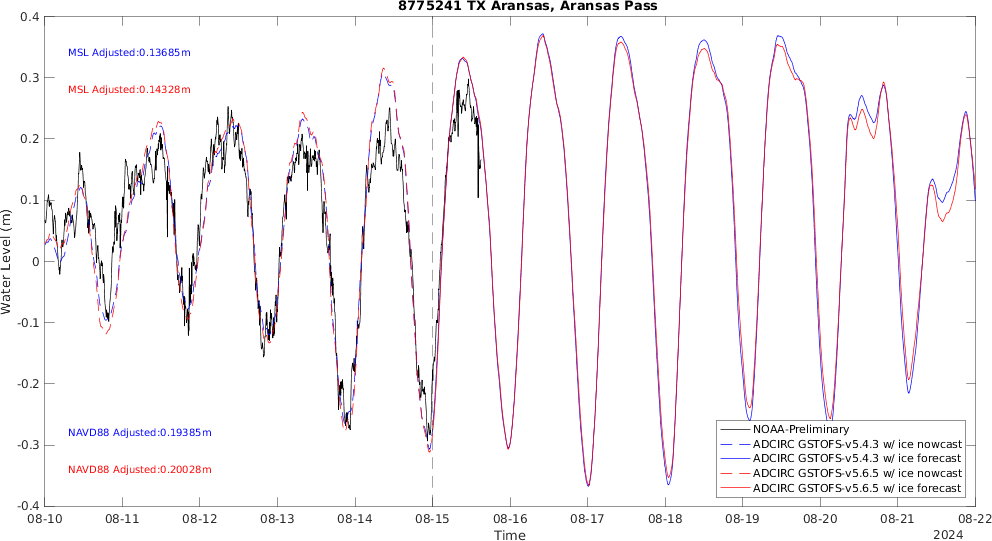 8775241 TX Aransas, Aransas Pass
0.4
0.3
0.2
0.1
0
-0.1
-0.2
-0.3
-0.4
Water Level (m)
MSL Adjusted:0.13685m
MSL Adjusted:0.14328m
NAVD88 Adjusted:0.19385m
NAVD88 Adjusted:0.20028m
NOAA-Preliminary
ADCIRC GSTOFS-v5.4.3 w/ ice nowcast
ADCIRC GSTOFS-v5.4.3 w/ ice forecast
ADCIRC GSTOFS-v5.6.5 w/ ice nowcast
ADCIRC GSTOFS-v5.6.5 w/ ice forecast
08-10 08-11 08-12 08-13 08-14 08-15 08-16 08-17 08-18 08-19 08-20 08-21 08-22
Time
2024